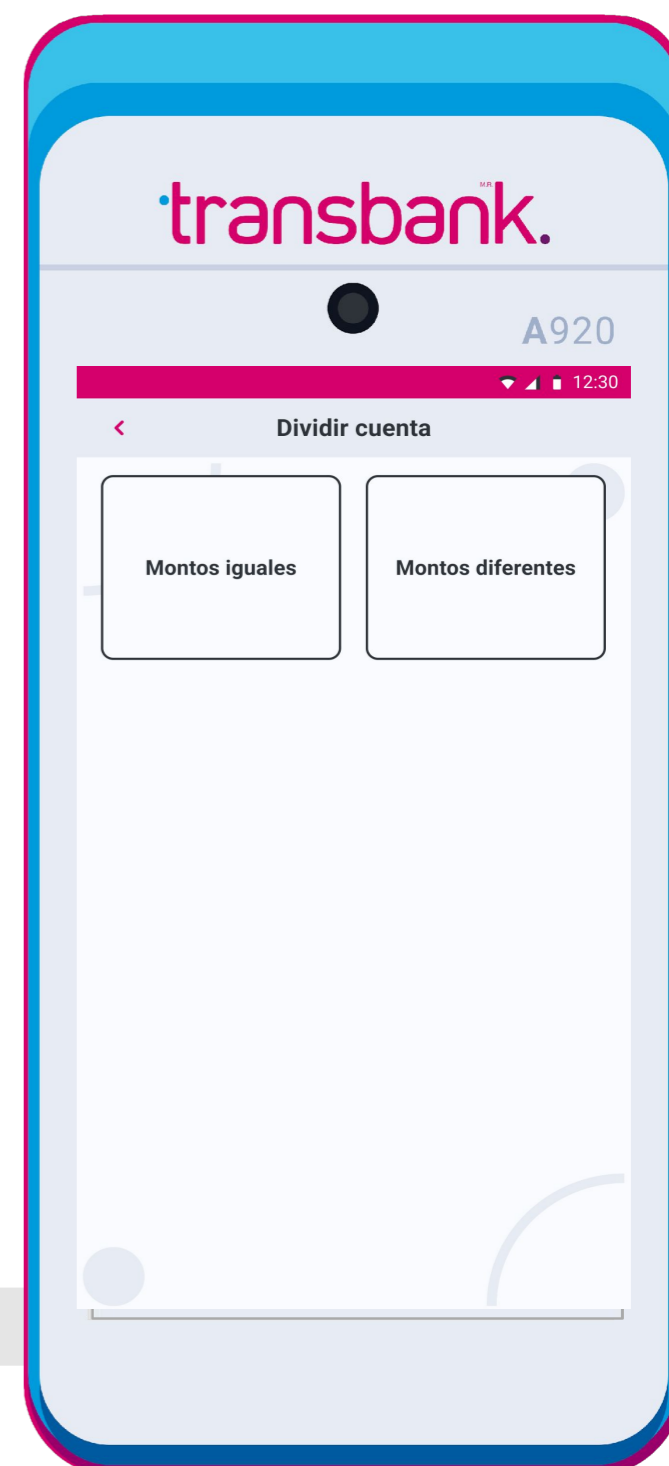 transbank.
M.R.
A920
12:30
Dividir cuenta
Montos iguales
Montos diferentes